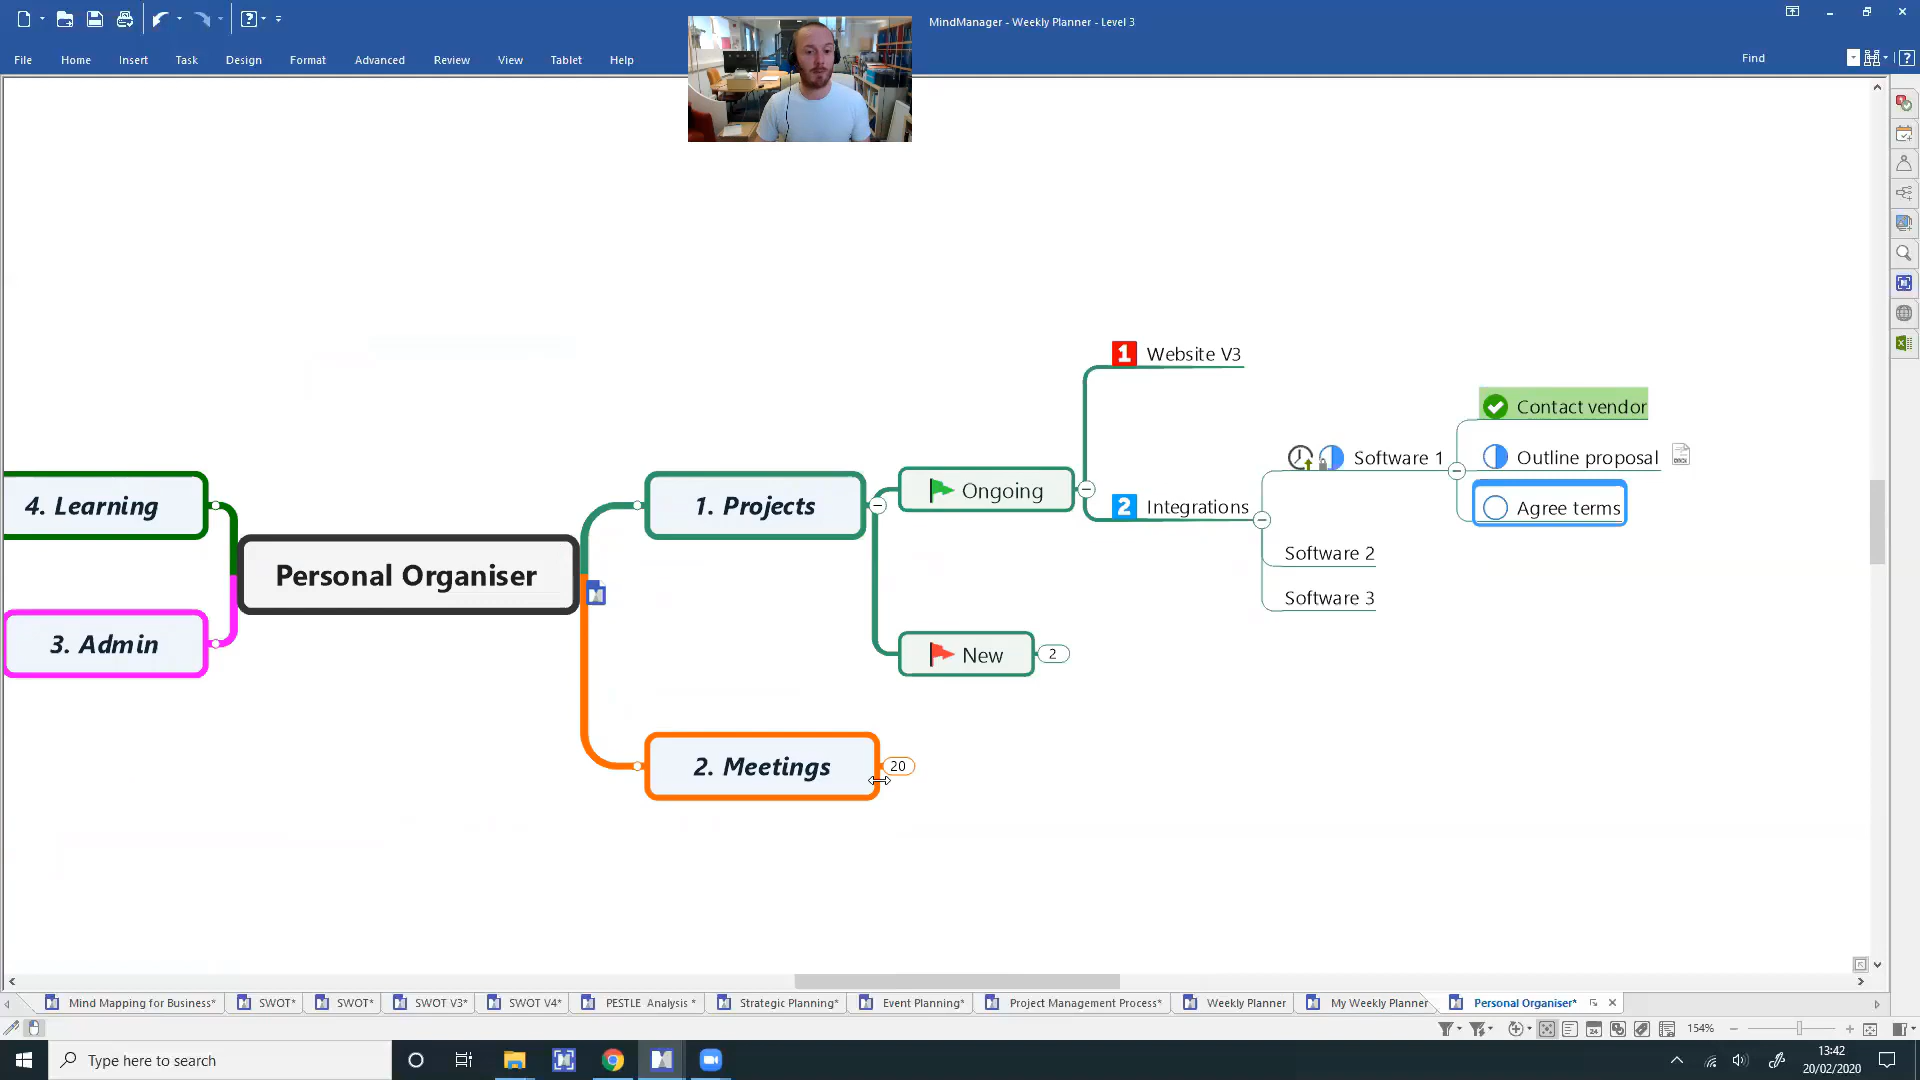 MindManager - Weekly Planner - Level 3
File Home Insert Task Design Format Advanced Review View Tablet Help Find
1 Website V3
Contact vendor
4. Learning 1. Projects Ongoing 2 Integrations Software 1 Outline proposal
Agree terms
Personal Organiser Software 2
Software 3
3. Admin New 2
2. Meetings 20
Mind Mapping for Business* SWOT* SWOT* SWOT V3* SWOT V4* PESTLE Analysis * Strategic Planning* Event Planning* Project Management Process* Weekly Planner My Weekly Planner Personal Organiser*
154%
Type here to search
13:42
20/02/2020